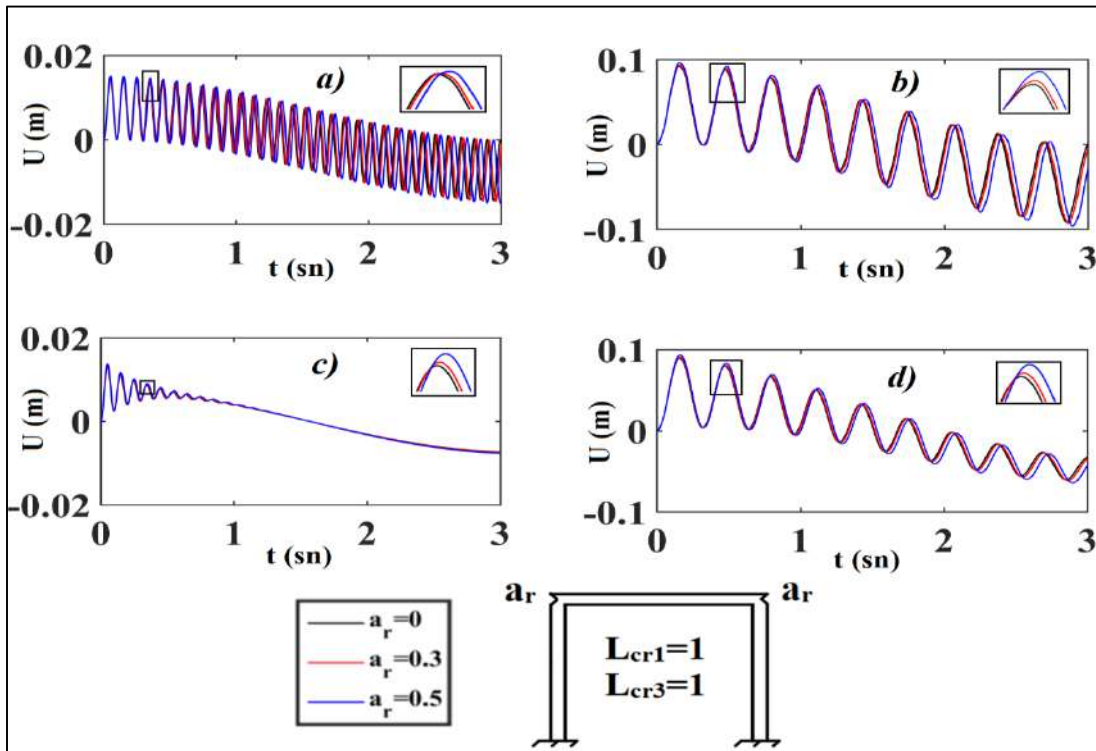 0.02
0
-0.02
U (m)
a)
0 1 2 3
t (sn)
0.1
0
-0.1
U (m)
b)
0 1 2 3
t (sn)
0.02
0
-0.02
U (m)
c)
0 1 2 3
t (sn)
0.1
0
-0.1
U (m)
d)
0 1 2 3
t (sn)
a_r=0
a_r=0.3
a_r=0.5
a_r a_r
L_cr1=1
L_cr3=1